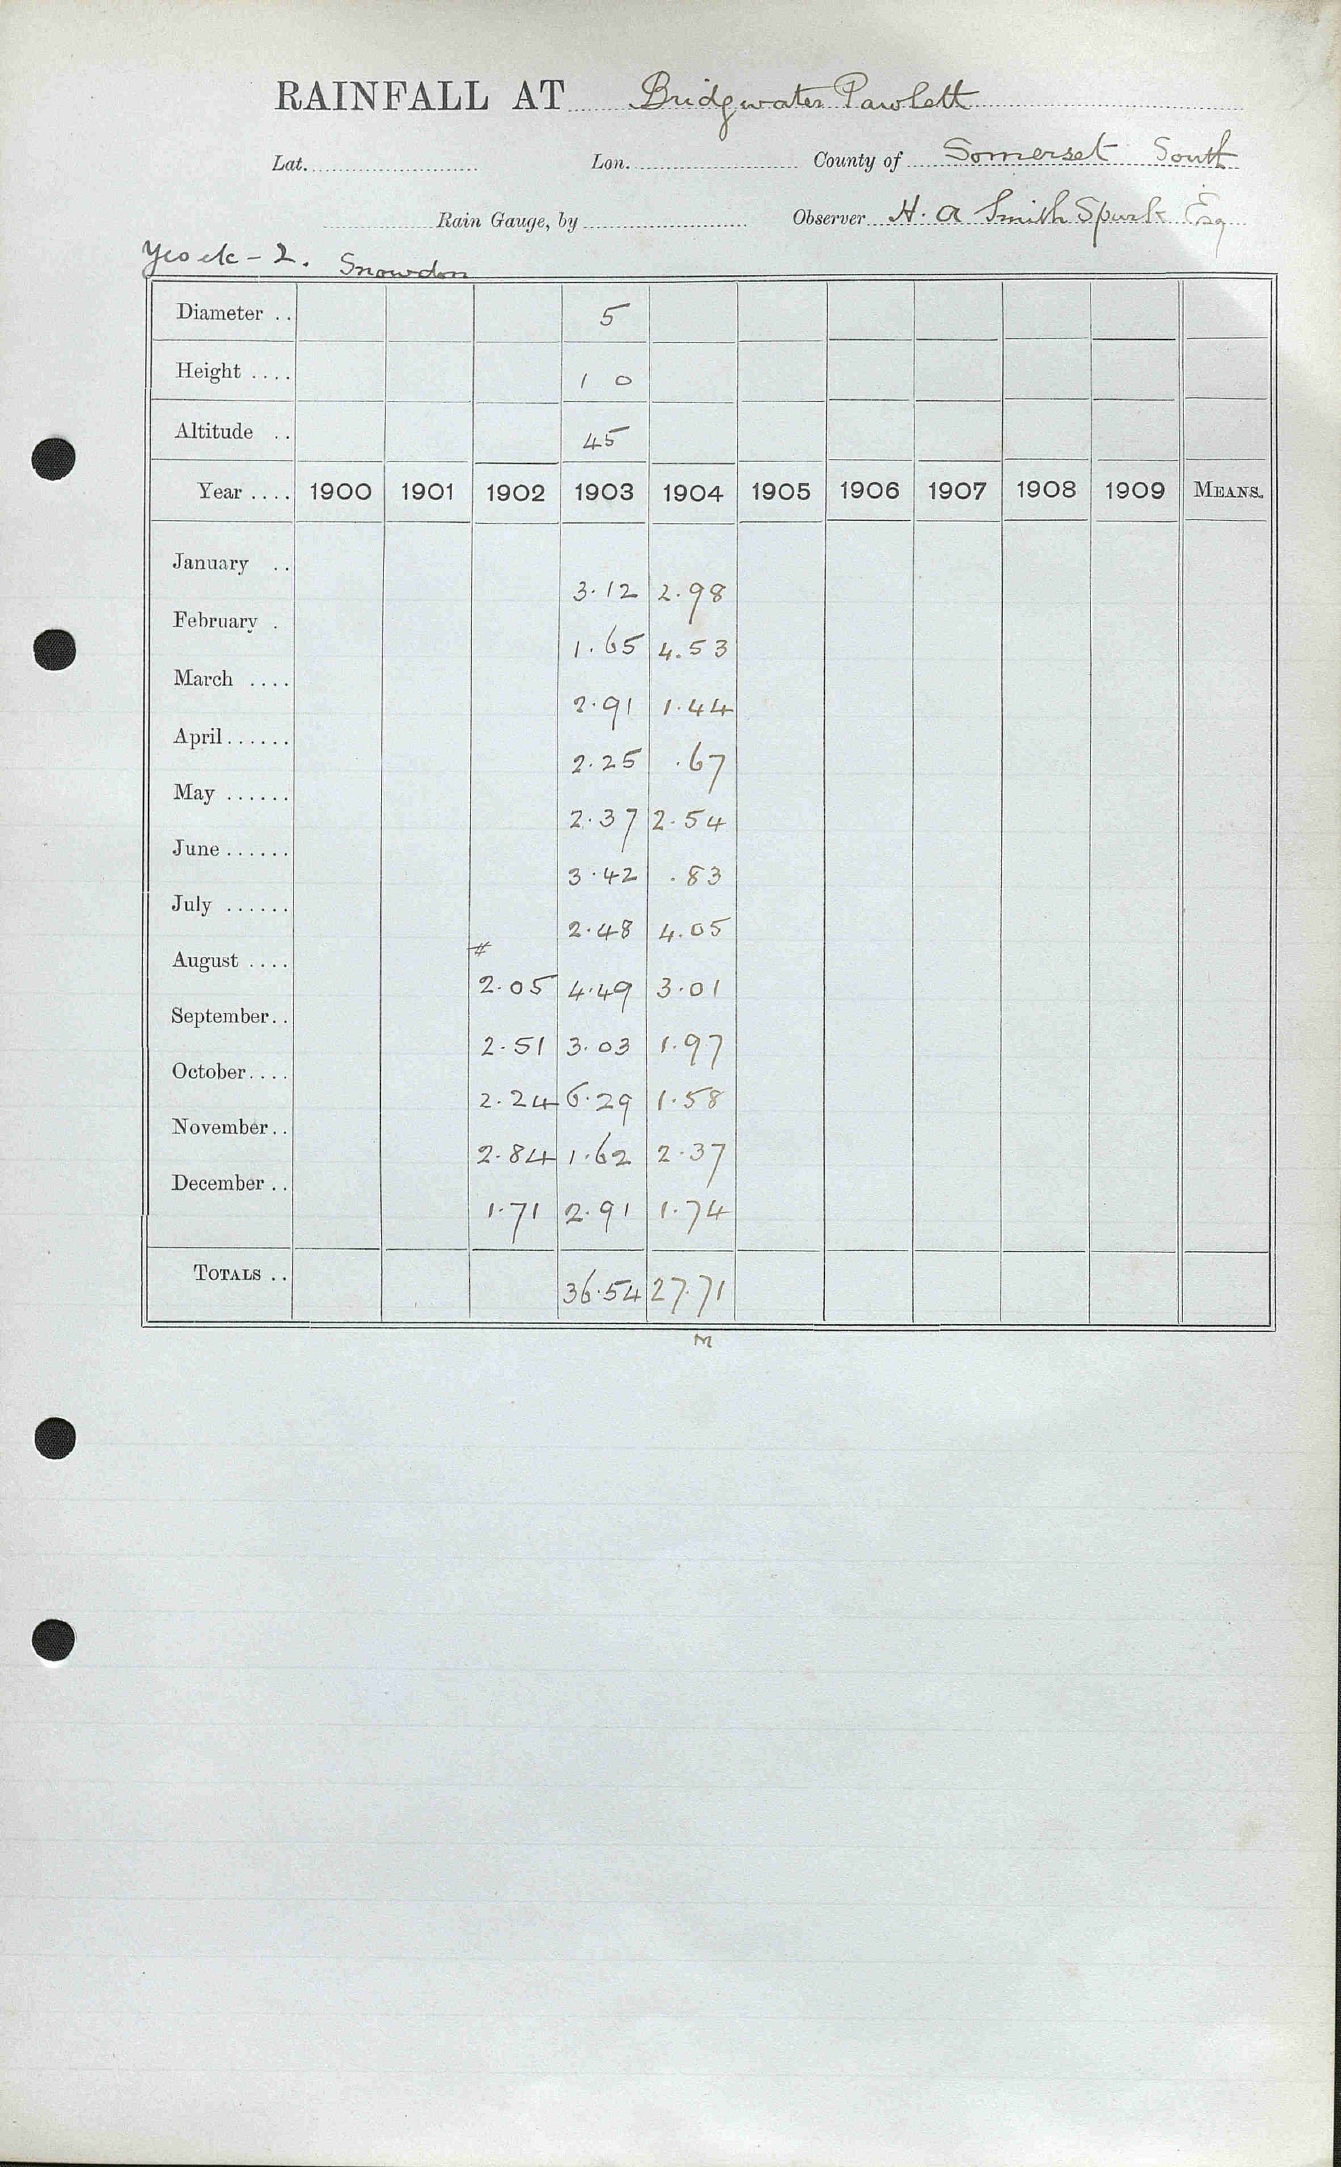 RAINFALL AT Bridgwater Pawlett
Lat. Lon. County of Somerset South
Rain Gauge, by Observer H. A Smith Spurk Esq
2. Snowdon
Diameter .. 5
Height .... 1 0
Altitude .. 45
Year .... 1900 1901 1902 1903 1904 1905 1906 1907 1908 1909 MEANS.
January .. 3.12 2.98
February . 1.65 4.53
March .... 2.91 1.44
April...... 2.25 .67
May ...... 2.37 2.54
June ...... 3.42 .83
July ...... 2.48 4.05
#
August .... 2.05 4.49 3.01
September.. 2.51 3.03 1.97
October.... 2.24 6.29 1.58
November.. 2.84 1.62 2.37
December .. 1.71 2.91 1.74
TOTALS .. 36.54 27.71
M